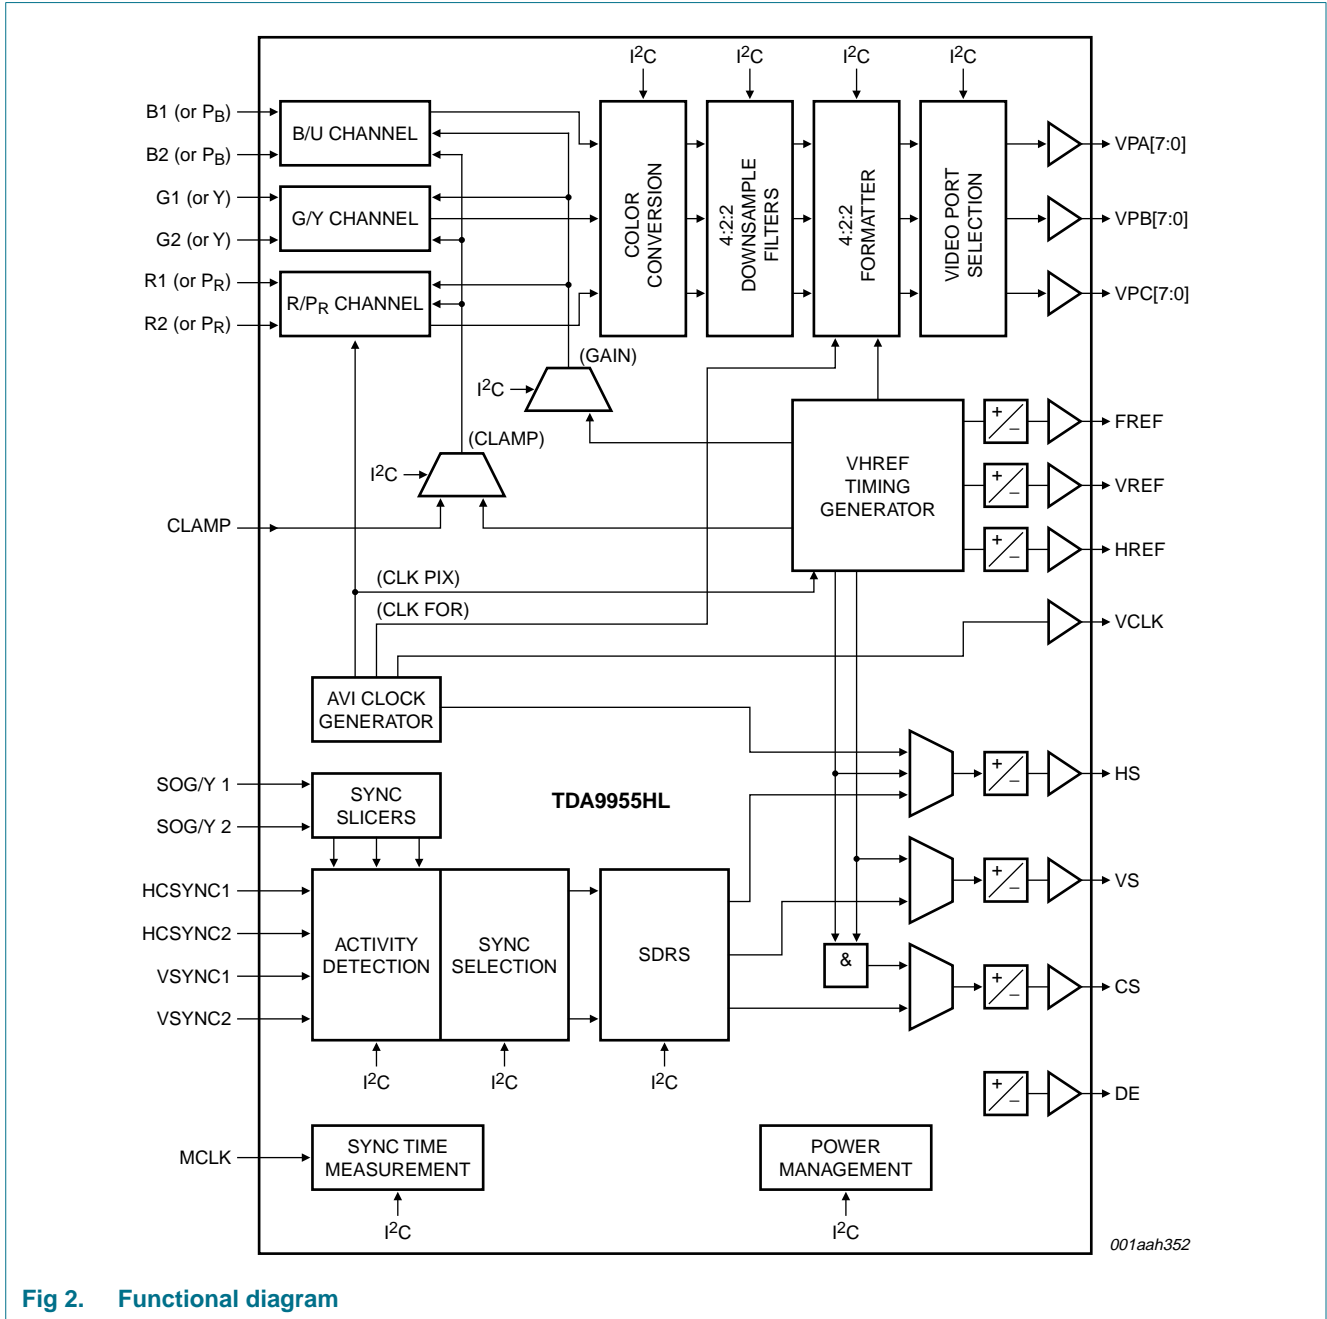 I2C I2C I2C I2C
B1 (or PB)
B2 (or PB)
G1 (or Y)
G2 (or Y)
R1 (or PR)
R2 (or PR)
B/U CHANNEL
G/Y CHANNEL
R/PR CHANNEL
COLOR
CONVERSION
4:2:2
DOWNSAMPLE
FILTERS
4:2:2
FORMATTER
VIDEO PORT
SELECTION
VPA[7:0]
VPB[7:0]
VPC[7:0]
(GAIN)
I2C
(CLAMP)
I2C
CLAMP
VHREF
TIMING
GENERATOR
+ −
FREF
+ −
VREF
+ −
HREF
(CLK PIX)
(CLK FOR)
VCLK
AVI CLOCK
GENERATOR
SOG/Y 1
SOG/Y 2
SYNC
SLICERS
TDA9955HL
+ −
HS
HCSYNC1
HCSYNC2
VSYNC1
VSYNC2
ACTIVITY
DETECTION
SYNC
SELECTION
SDRS
&
+ −
VS
+ −
CS
I2C I2C I2C
+ −
DE
MCLK
SYNC TIME
MEASUREMENT
POWER
MANAGEMENT
I2C I2C
001aah352
Fig 2. Functional diagram